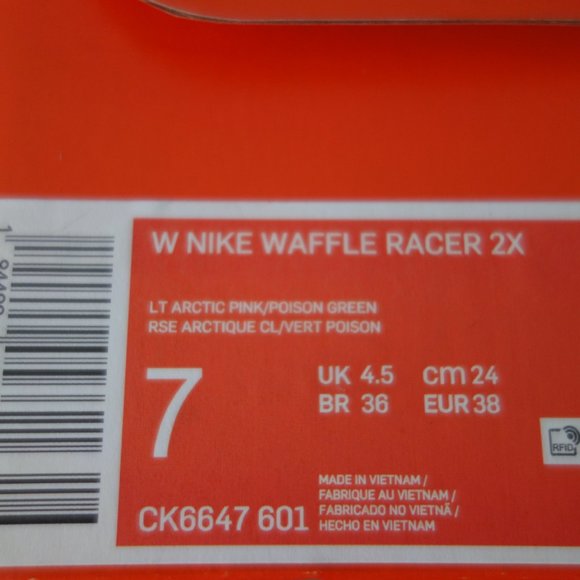 W NIKE WAFFLE RACER 2X
LT ARCTIC PINK/POISON GREEN
RSE ARCTIQUE CL/VERT POISON
7
UK 4.5 cm 24
BR 36 EUR 38
RFID
MADE IN VIETNAM /
FABRIQUE AU VIETNAM /
FABRICADO NO VIETNÃ /
HECHO EN VIETNAM
CK6647 601